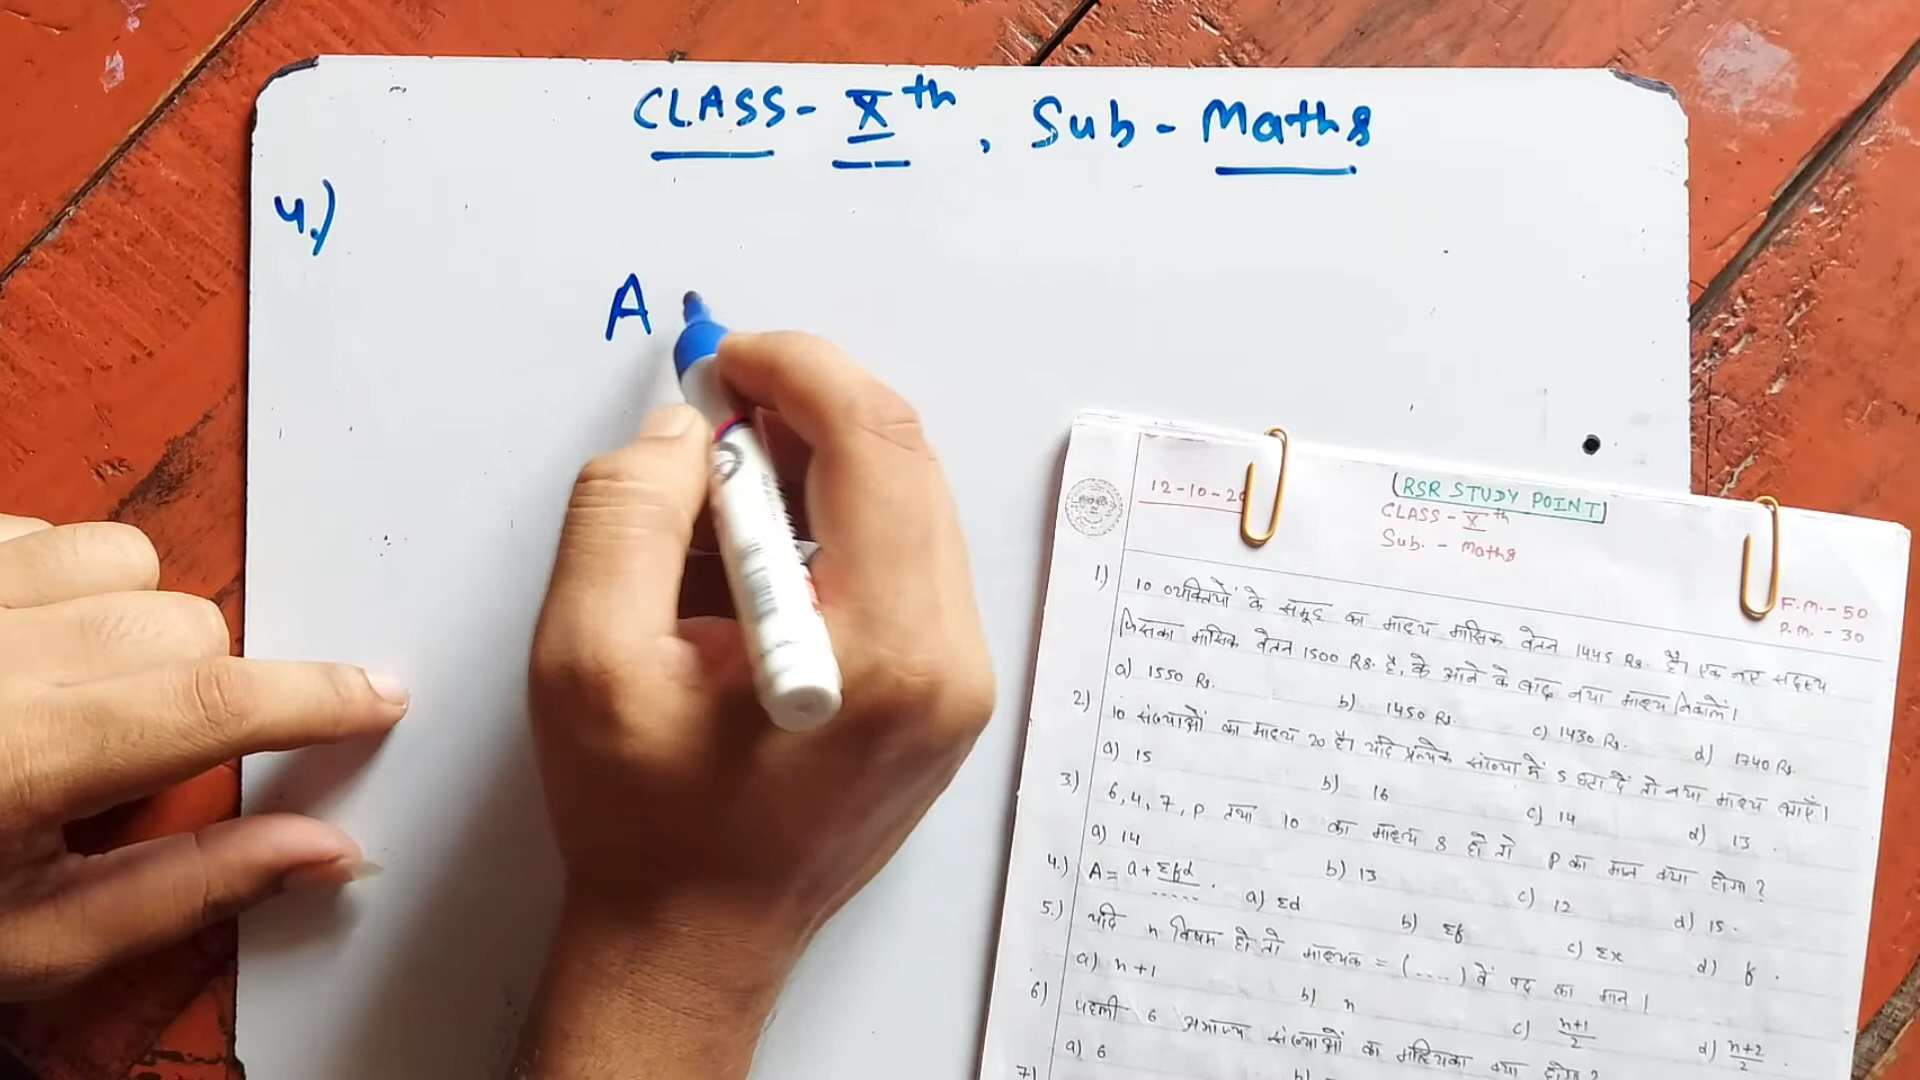 CLASS - Xth, Sub - Maths
4.)
A
12-10-20
RSR STUDY POINT
CLASS - Xth
Sub. - Maths
F.M. - 50
P.M. - 30
1.) 10 व्यक्तियों के समूह का माध्य मासिक वेतन 1445 Rs. है। एक नए सदस्य
जिसका मासिक वेतन 1500 Rs. है, के आने के बाद नया माध्य निकालें।
a) 1550 Rs. b) 1450 Rs. c) 1430 Rs. d) 1740 Rs.
2.) 10 संख्याओं का माध्य 20 है। यदि प्रत्येक संख्या में 5 घटा दें तो नया माध्य बताएँ।
a) 15 b) 16 c) 14 d) 13
3.) 6, 4, 7, P तथा 10 का माध्य 8 हो तो P का मान क्या होगा?
a) 14 b) 13 c) 12 d) 15.
4.) A = a + Σfd/..... . a) Σd b) Σf c) Σx d) f.
5.) यदि n विषम हो तो माध्यक = (....) वें पद का मान।
a) n+1 b) n c) n+1/2 d) n+2/2.
6) पहली 6 अभाज्य संख्याओं का माध्यिका क्या होगा?
a) 6 b)
7)